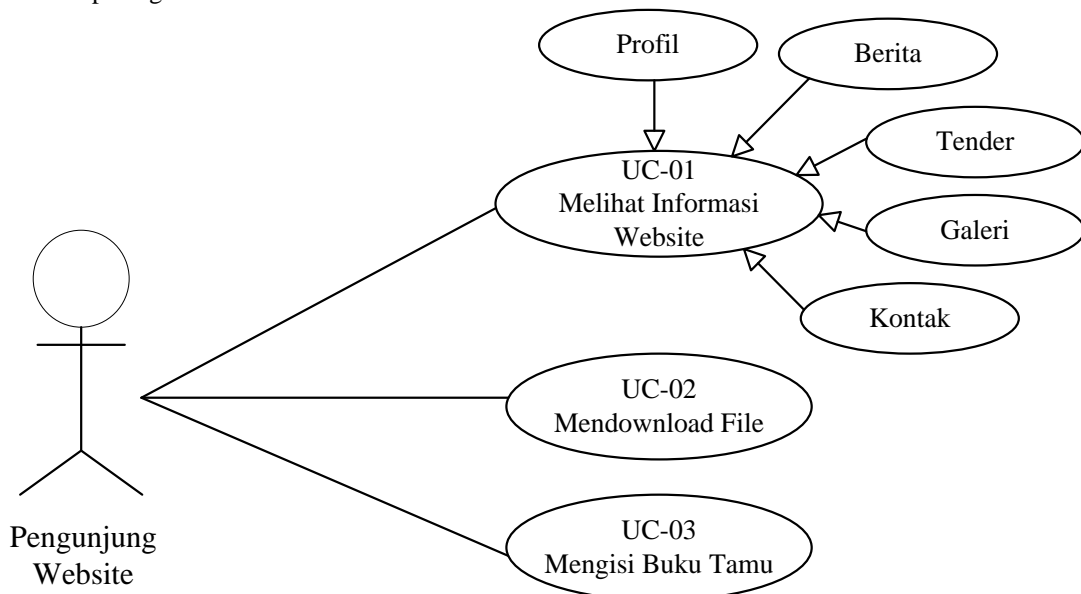 Profil
Berita
Tender
Galeri
Kontak
UC-01
Melihat Informasi
Website
UC-02
Mendownload File
UC-03
Mengisi Buku Tamu
Pengunjung
Website